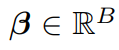 𝜷 ∈ ℝ^B